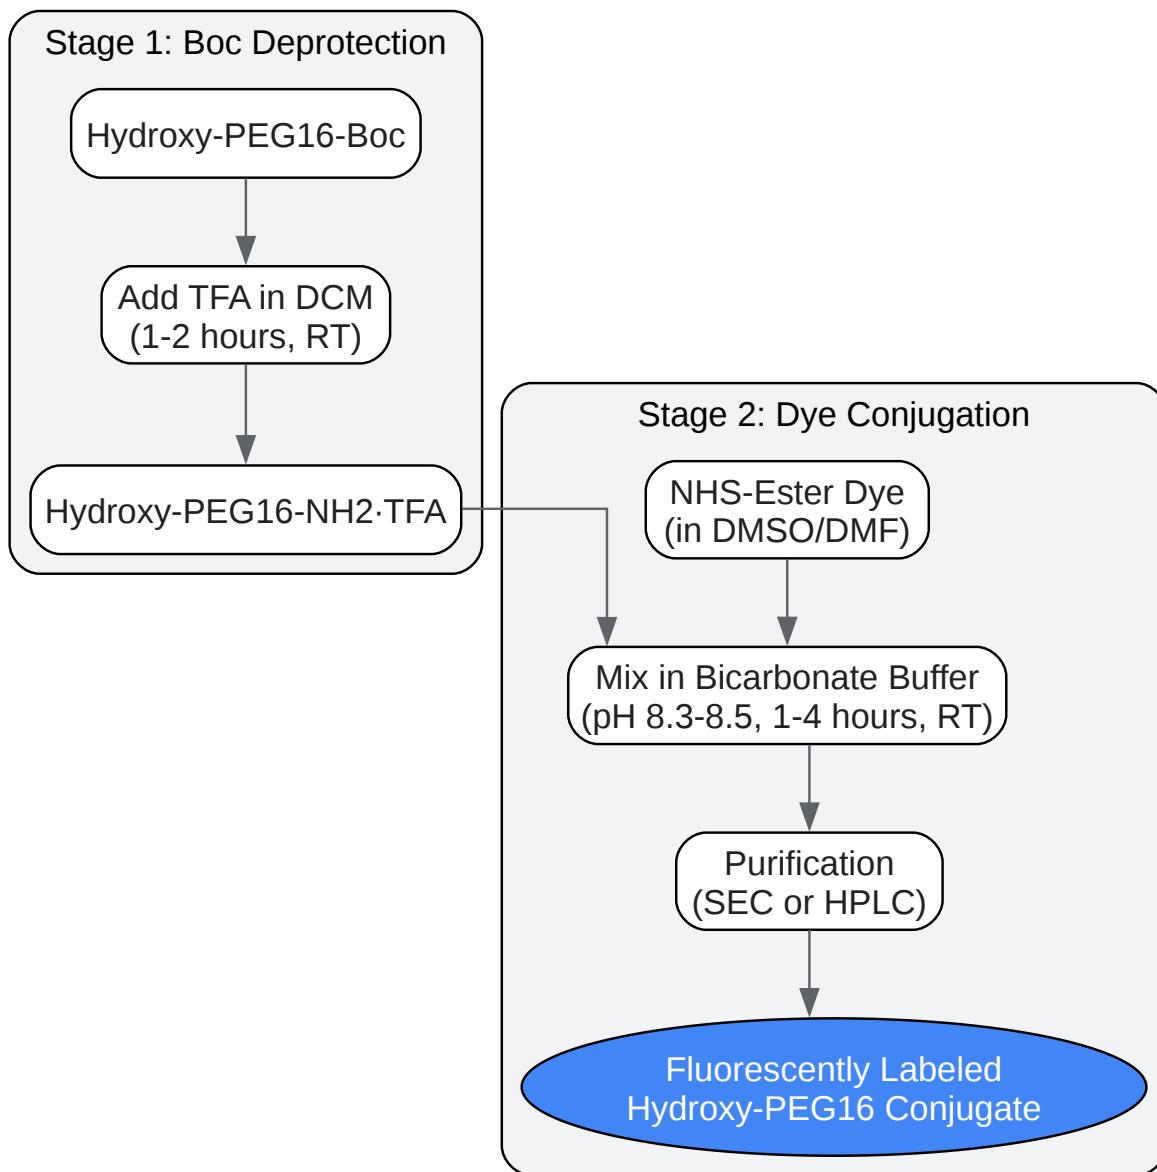 Stage 1: Boc Deprotection
Hydroxy-PEG16-Boc
Add TFA in DCM
(1-2 hours, RT)
Hydroxy-PEG16-NH2·TFA
Stage 2: Dye Conjugation
NHS-Ester Dye
(in DMSO/DMF)
Mix in Bicarbonate Buffer
(pH 8.3-8.5, 1-4 hours, RT)
Purification
(SEC or HPLC)
Fluorescently Labeled
Hydroxy-PEG16 Conjugate